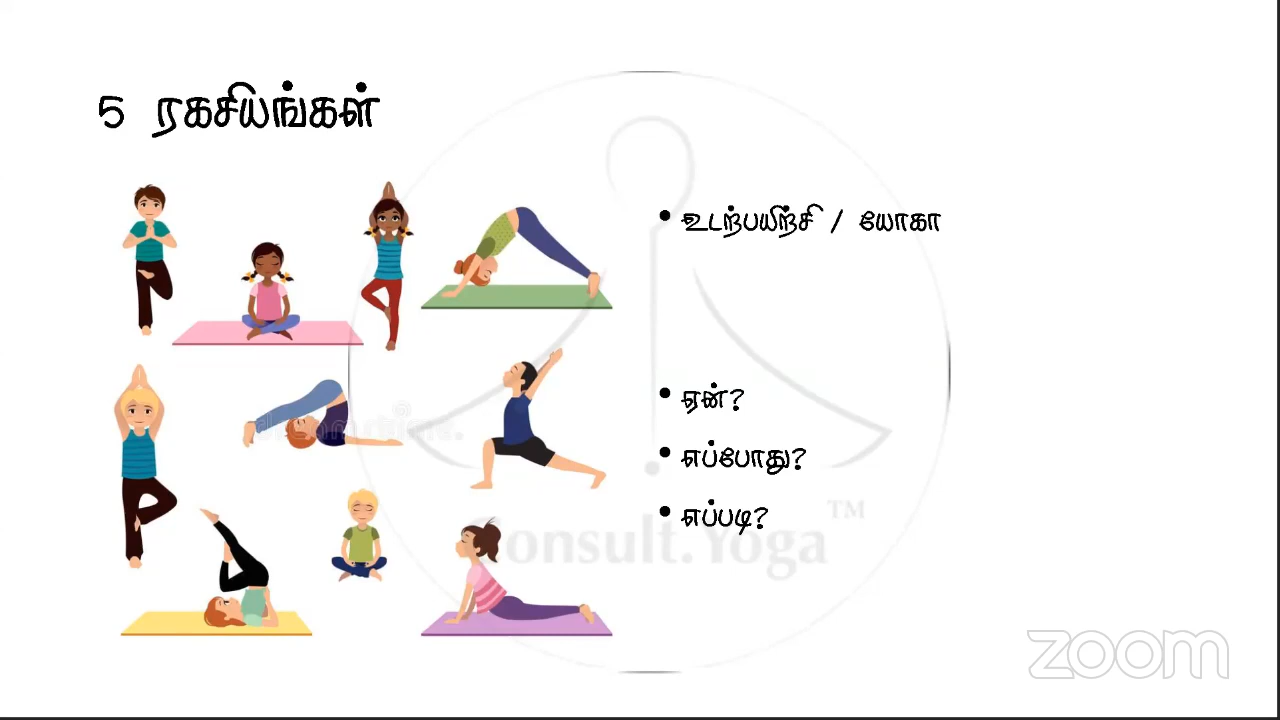 5 ரகசியங்கள்
• உடற்பயிற்சி / யோகா
• ஏன்?
• எப்போது?
• எப்படி?
Consult.Yoga
TM
zoom